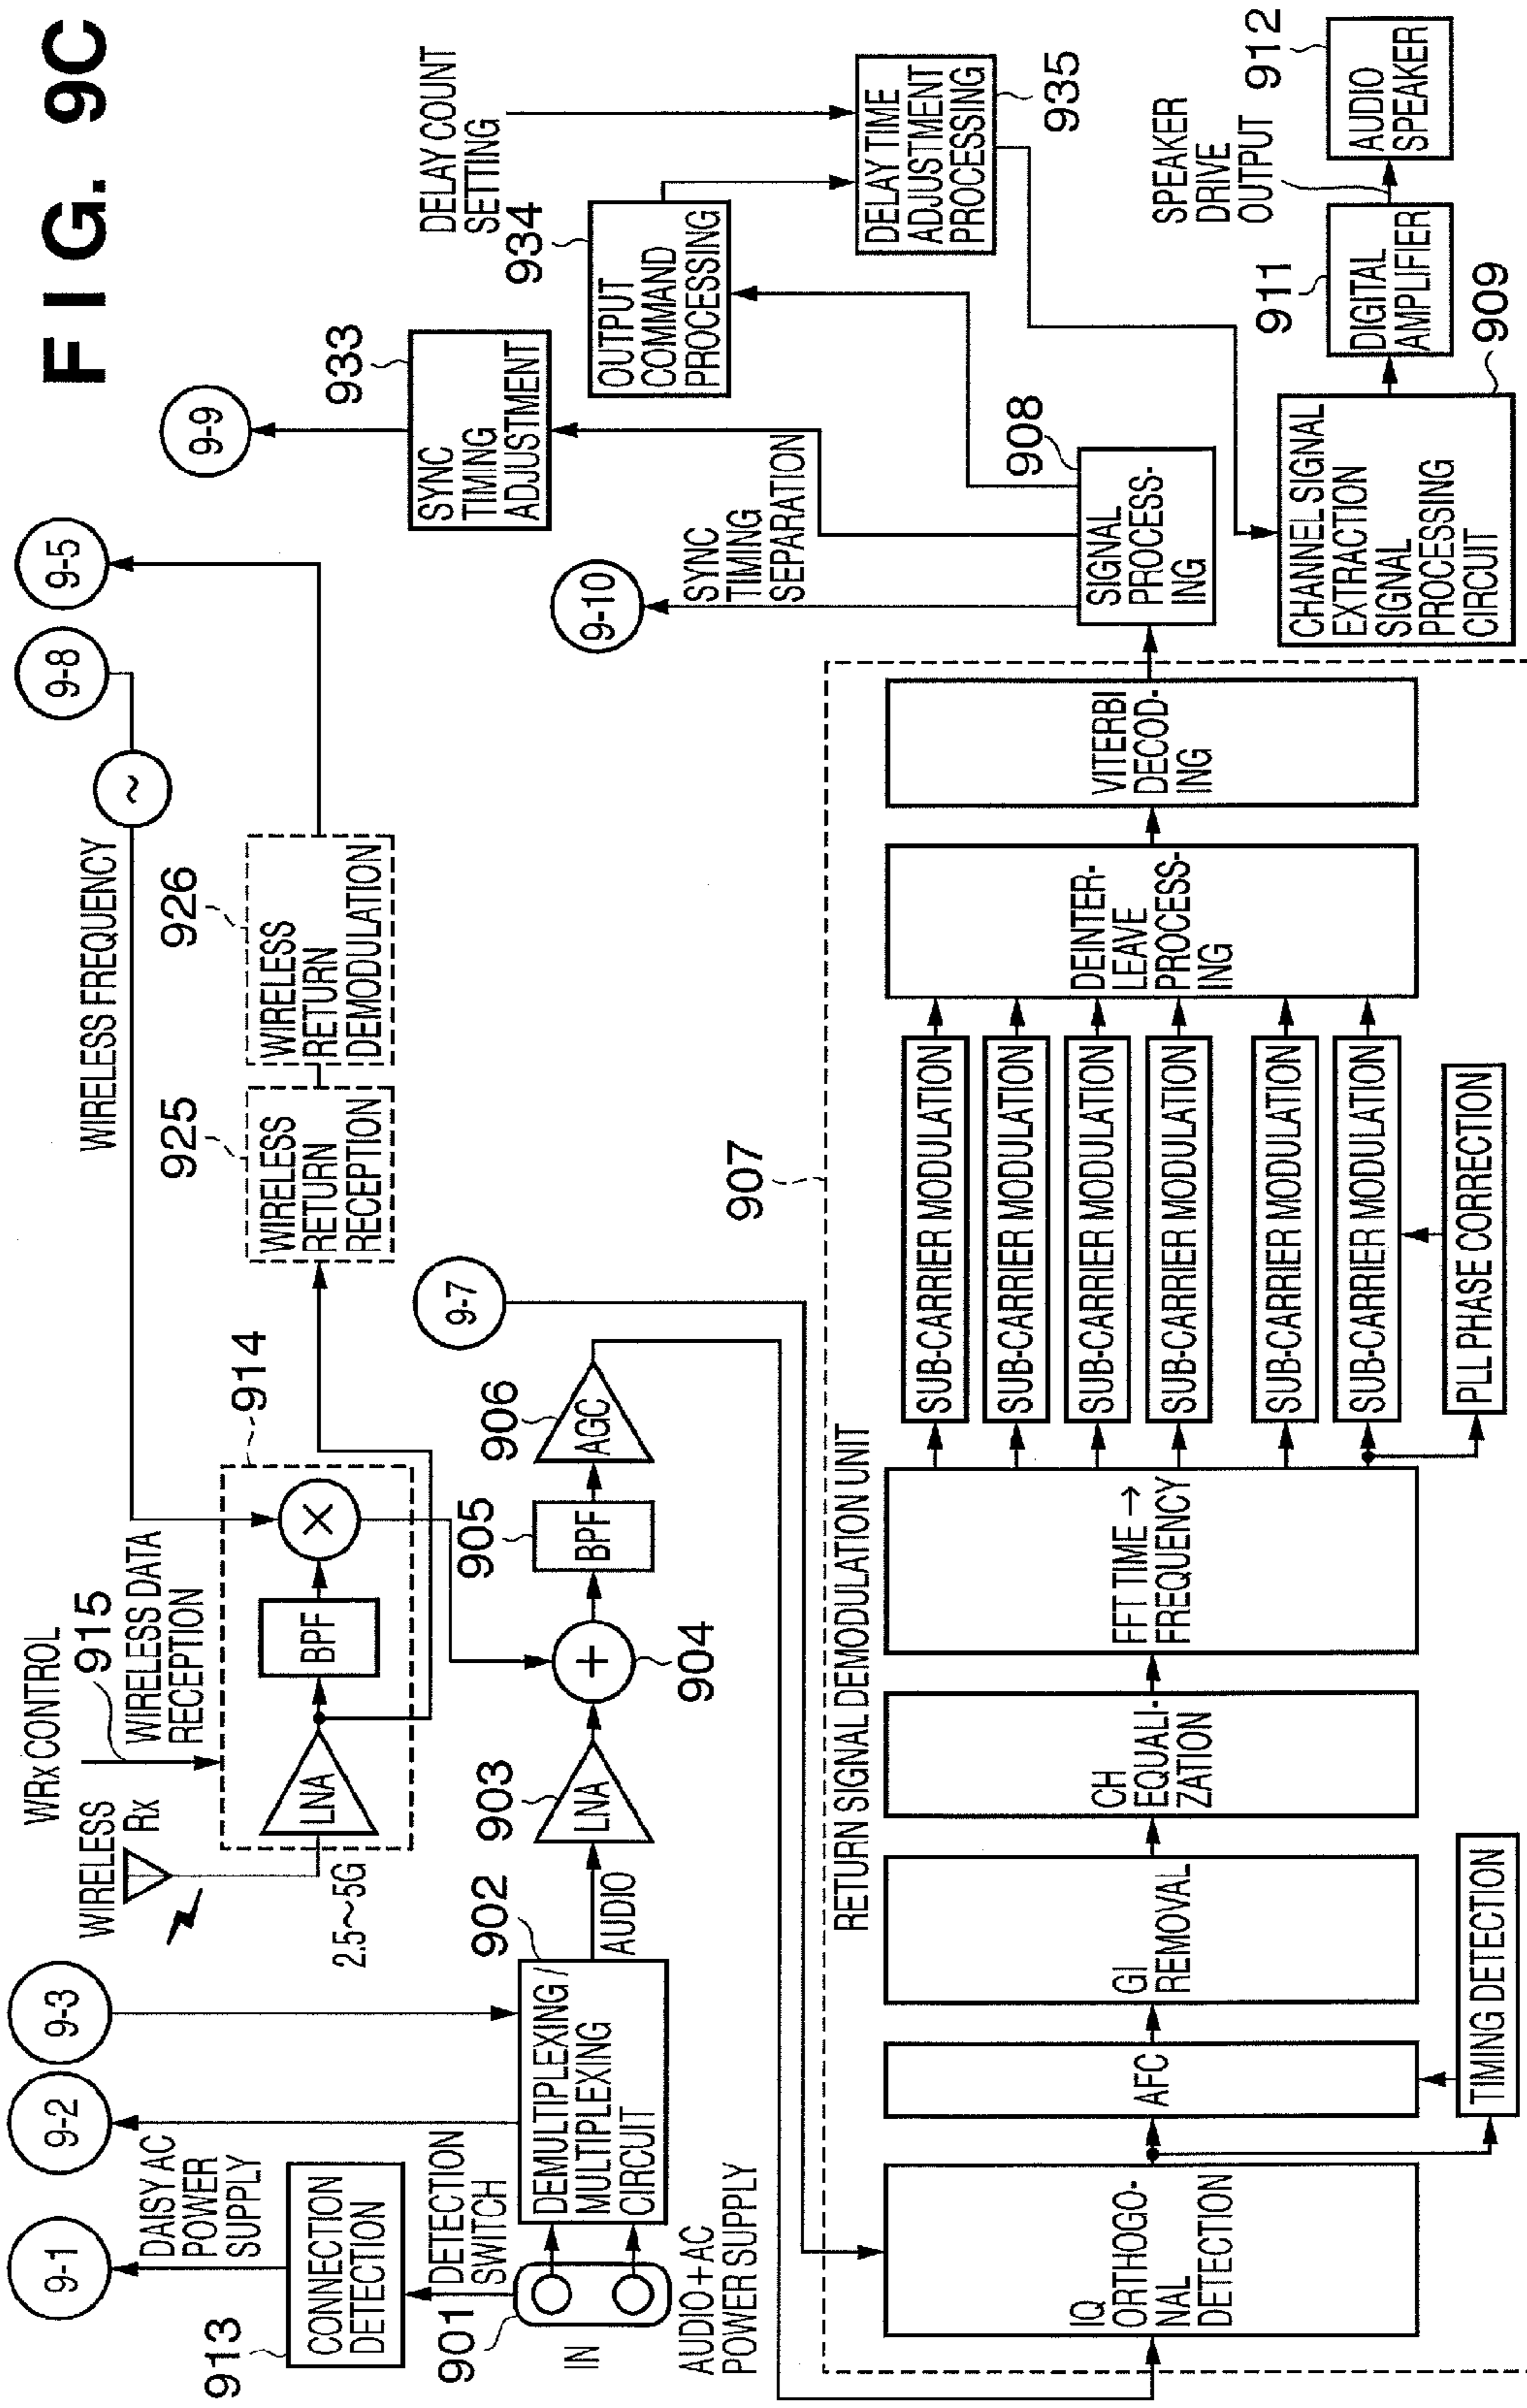 FIG. 9C
9-1
9-2
9-3
9-8
9-5
9-9
DAISY AC
POWER
SUPPLY
913
CONNECTION
DETECTION
DETECTION
SWITCH
901
IN
AUDIO+AC
POWER SUPPLY
902
DEMULTIPLEXING /
MULTIPLEXING
CIRCUIT
AUDIO
WIRELESS
Rx
WRx CONTROL
915
WIRELESS DATA
RECEPTION
2.5~5G
914
LNA
BPF
×
WIRELESS FREQUENCY
~
925
WIRELESS
RETURN
RECEPTION
926
WIRELESS
RETURN
DEMODULATION
903
LNA
+
904
905
BPF
906
AGC
9-7
933
SYNC
TIMING
ADJUSTMENT
DELAY COUNT
SETTING
934
OUTPUT
COMMAND
PROCESSING
DELAY TIME
ADJUSTMENT
PROCESSING
935
9-10
SYNC
TIMING
SEPARATION
908
SIGNAL
PROCESS-
ING
CHANNEL SIGNAL
EXTRACTION
SIGNAL
PROCESSING
CIRCUIT
909
911
DIGITAL
AMPLIFIER
SPEAKER
DRIVE
OUTPUT
912
AUDIO
SPEAKER
907
RETURN SIGNAL DEMODULATION UNIT
IQ
ORTHOGO-
NAL
DETECTION
AFC
TIMING DETECTION
GI
REMOVAL
CH
EQUALI-
ZATION
FFT TIME →
FREQUENCY
SUB-CARRIER MODULATION
SUB-CARRIER MODULATION
SUB-CARRIER MODULATION
SUB-CARRIER MODULATION
SUB-CARRIER MODULATION
SUB-CARRIER MODULATION
PLL PHASE CORRECTION
DEINTER-
LEAVE
PROCESS-
ING
VITERBI
DECOD-
ING